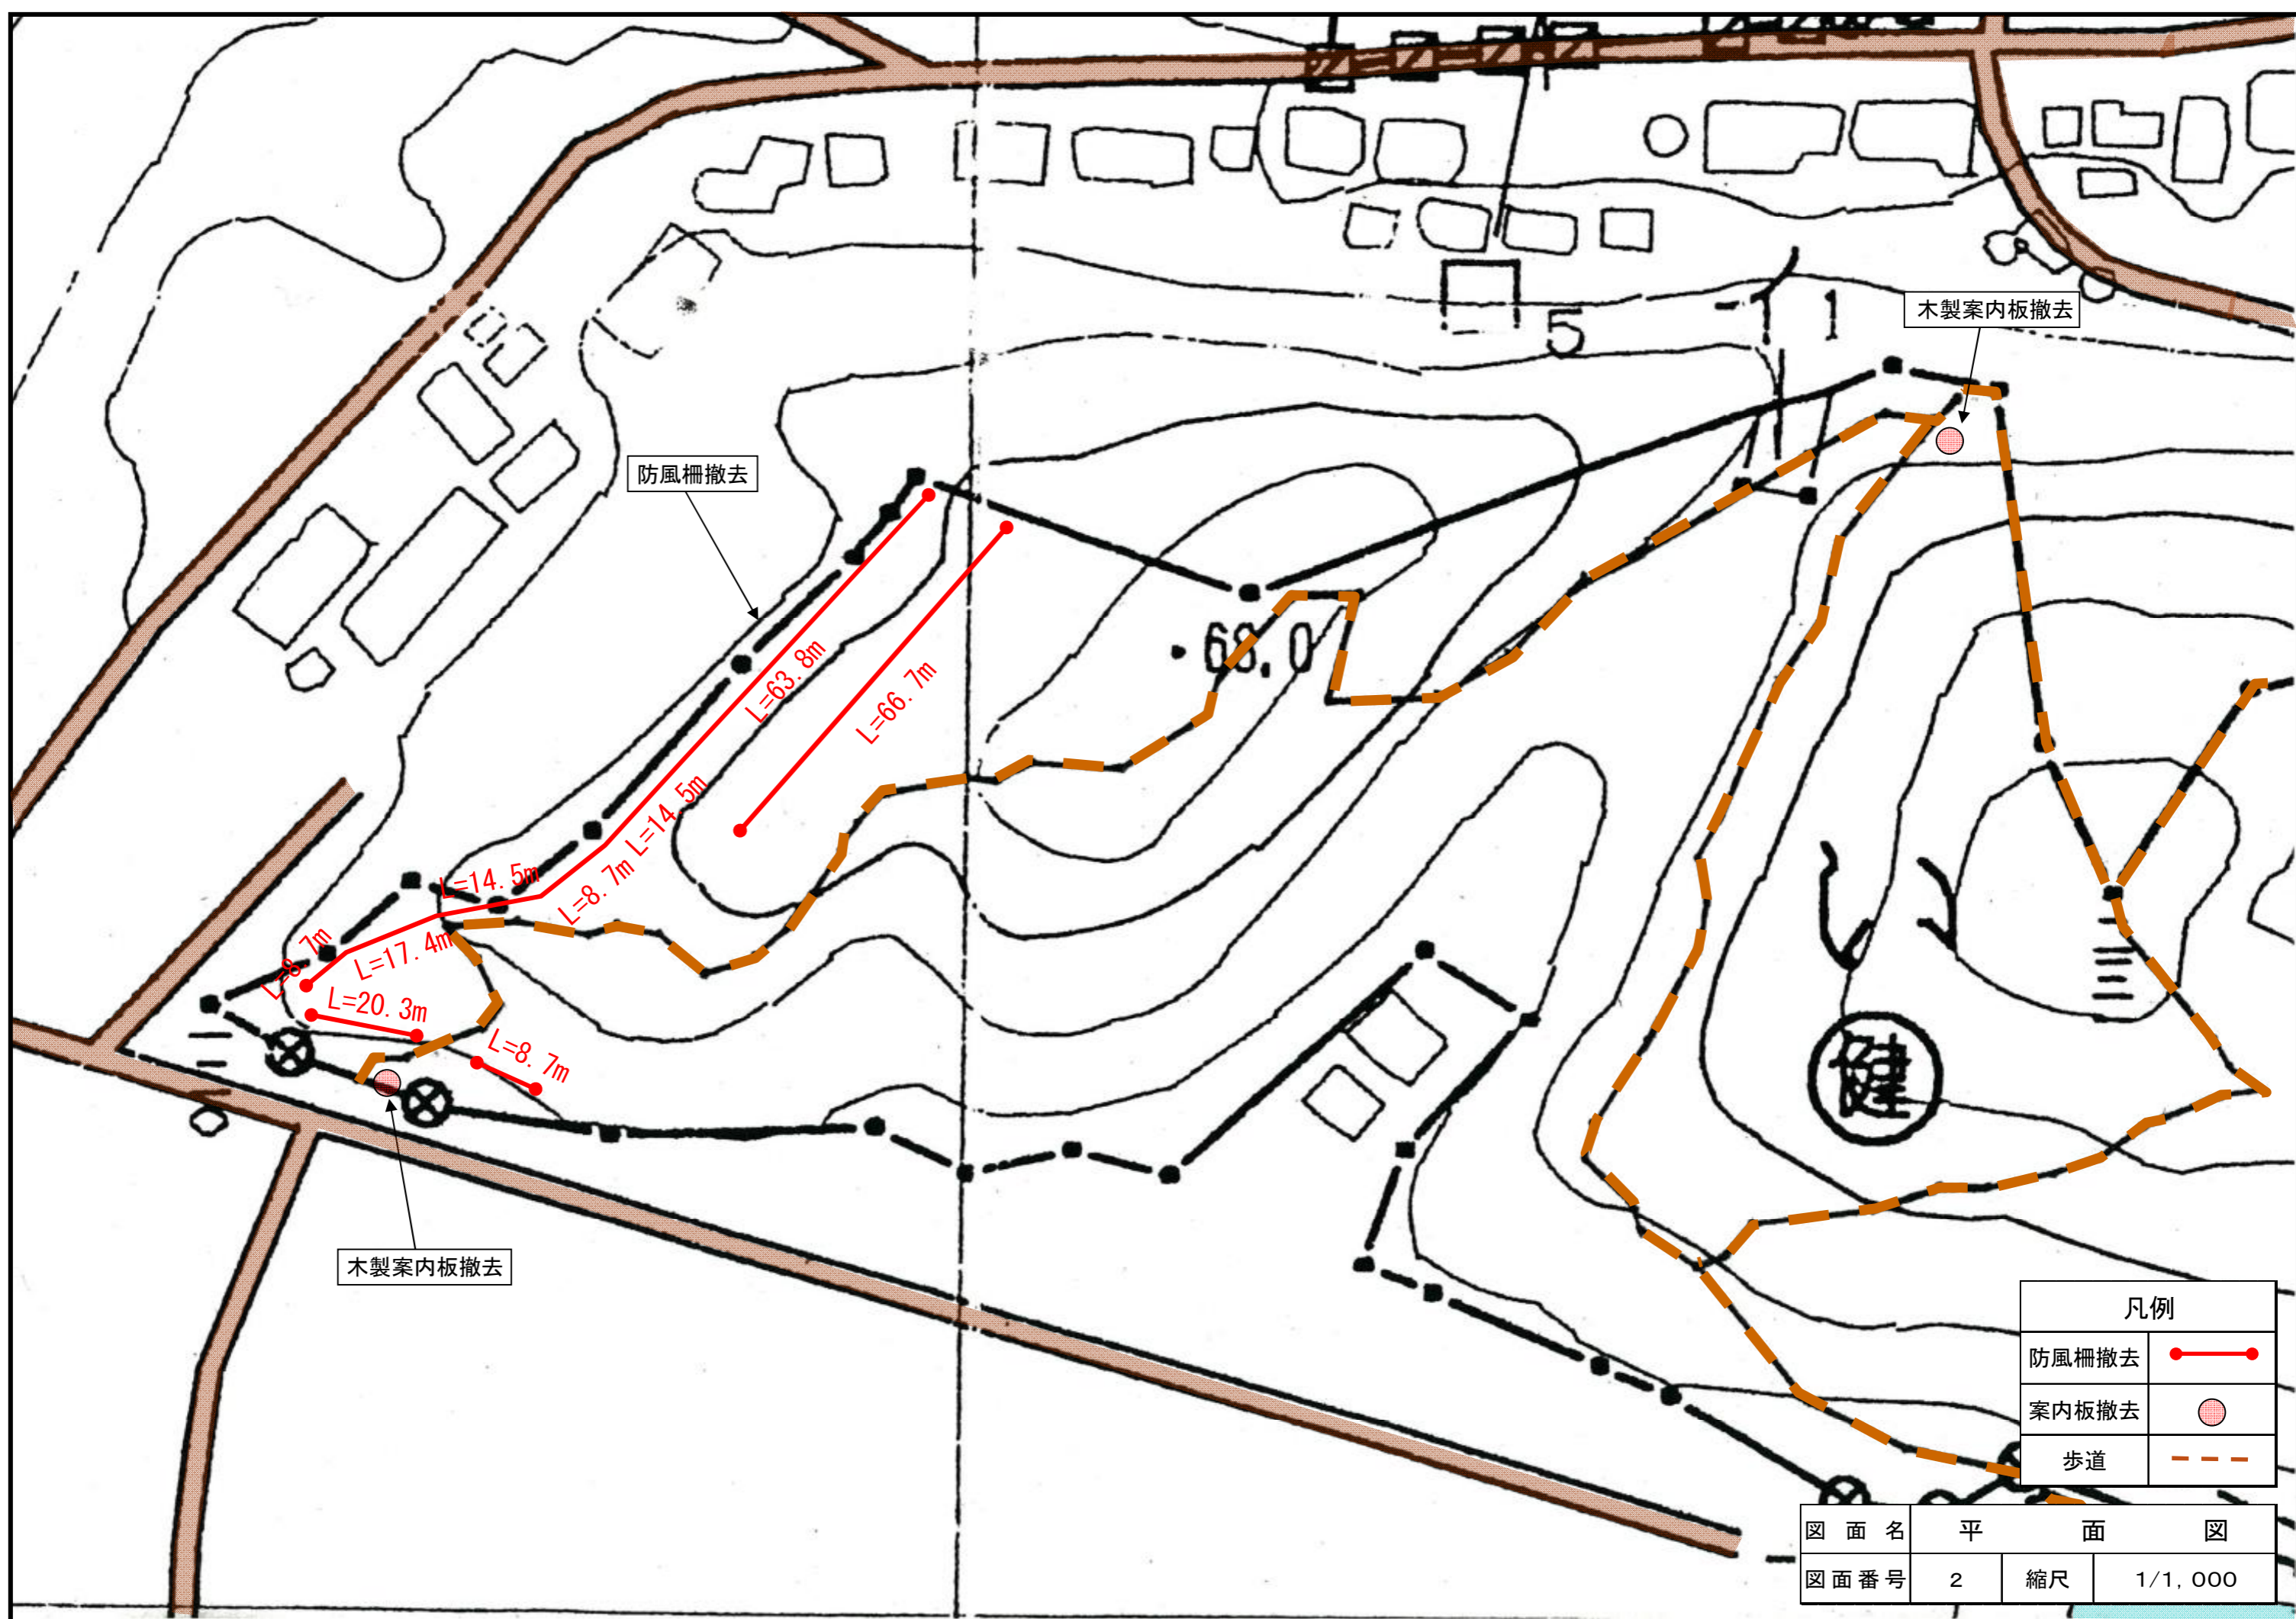 5
1
木製案内板撤去
防風柵撤去
68.0
L=63.8m
L=66.7m
L=14.5m
L=14.5m
L=8.7m
L=8.7m
L=17.4m
L=20.3m
L=8.7m
健
木製案内板撤去
凡例
防風柵撤去
案内板撤去
歩道
図面名 平面図
図面番号 2 縮尺 1/1,000